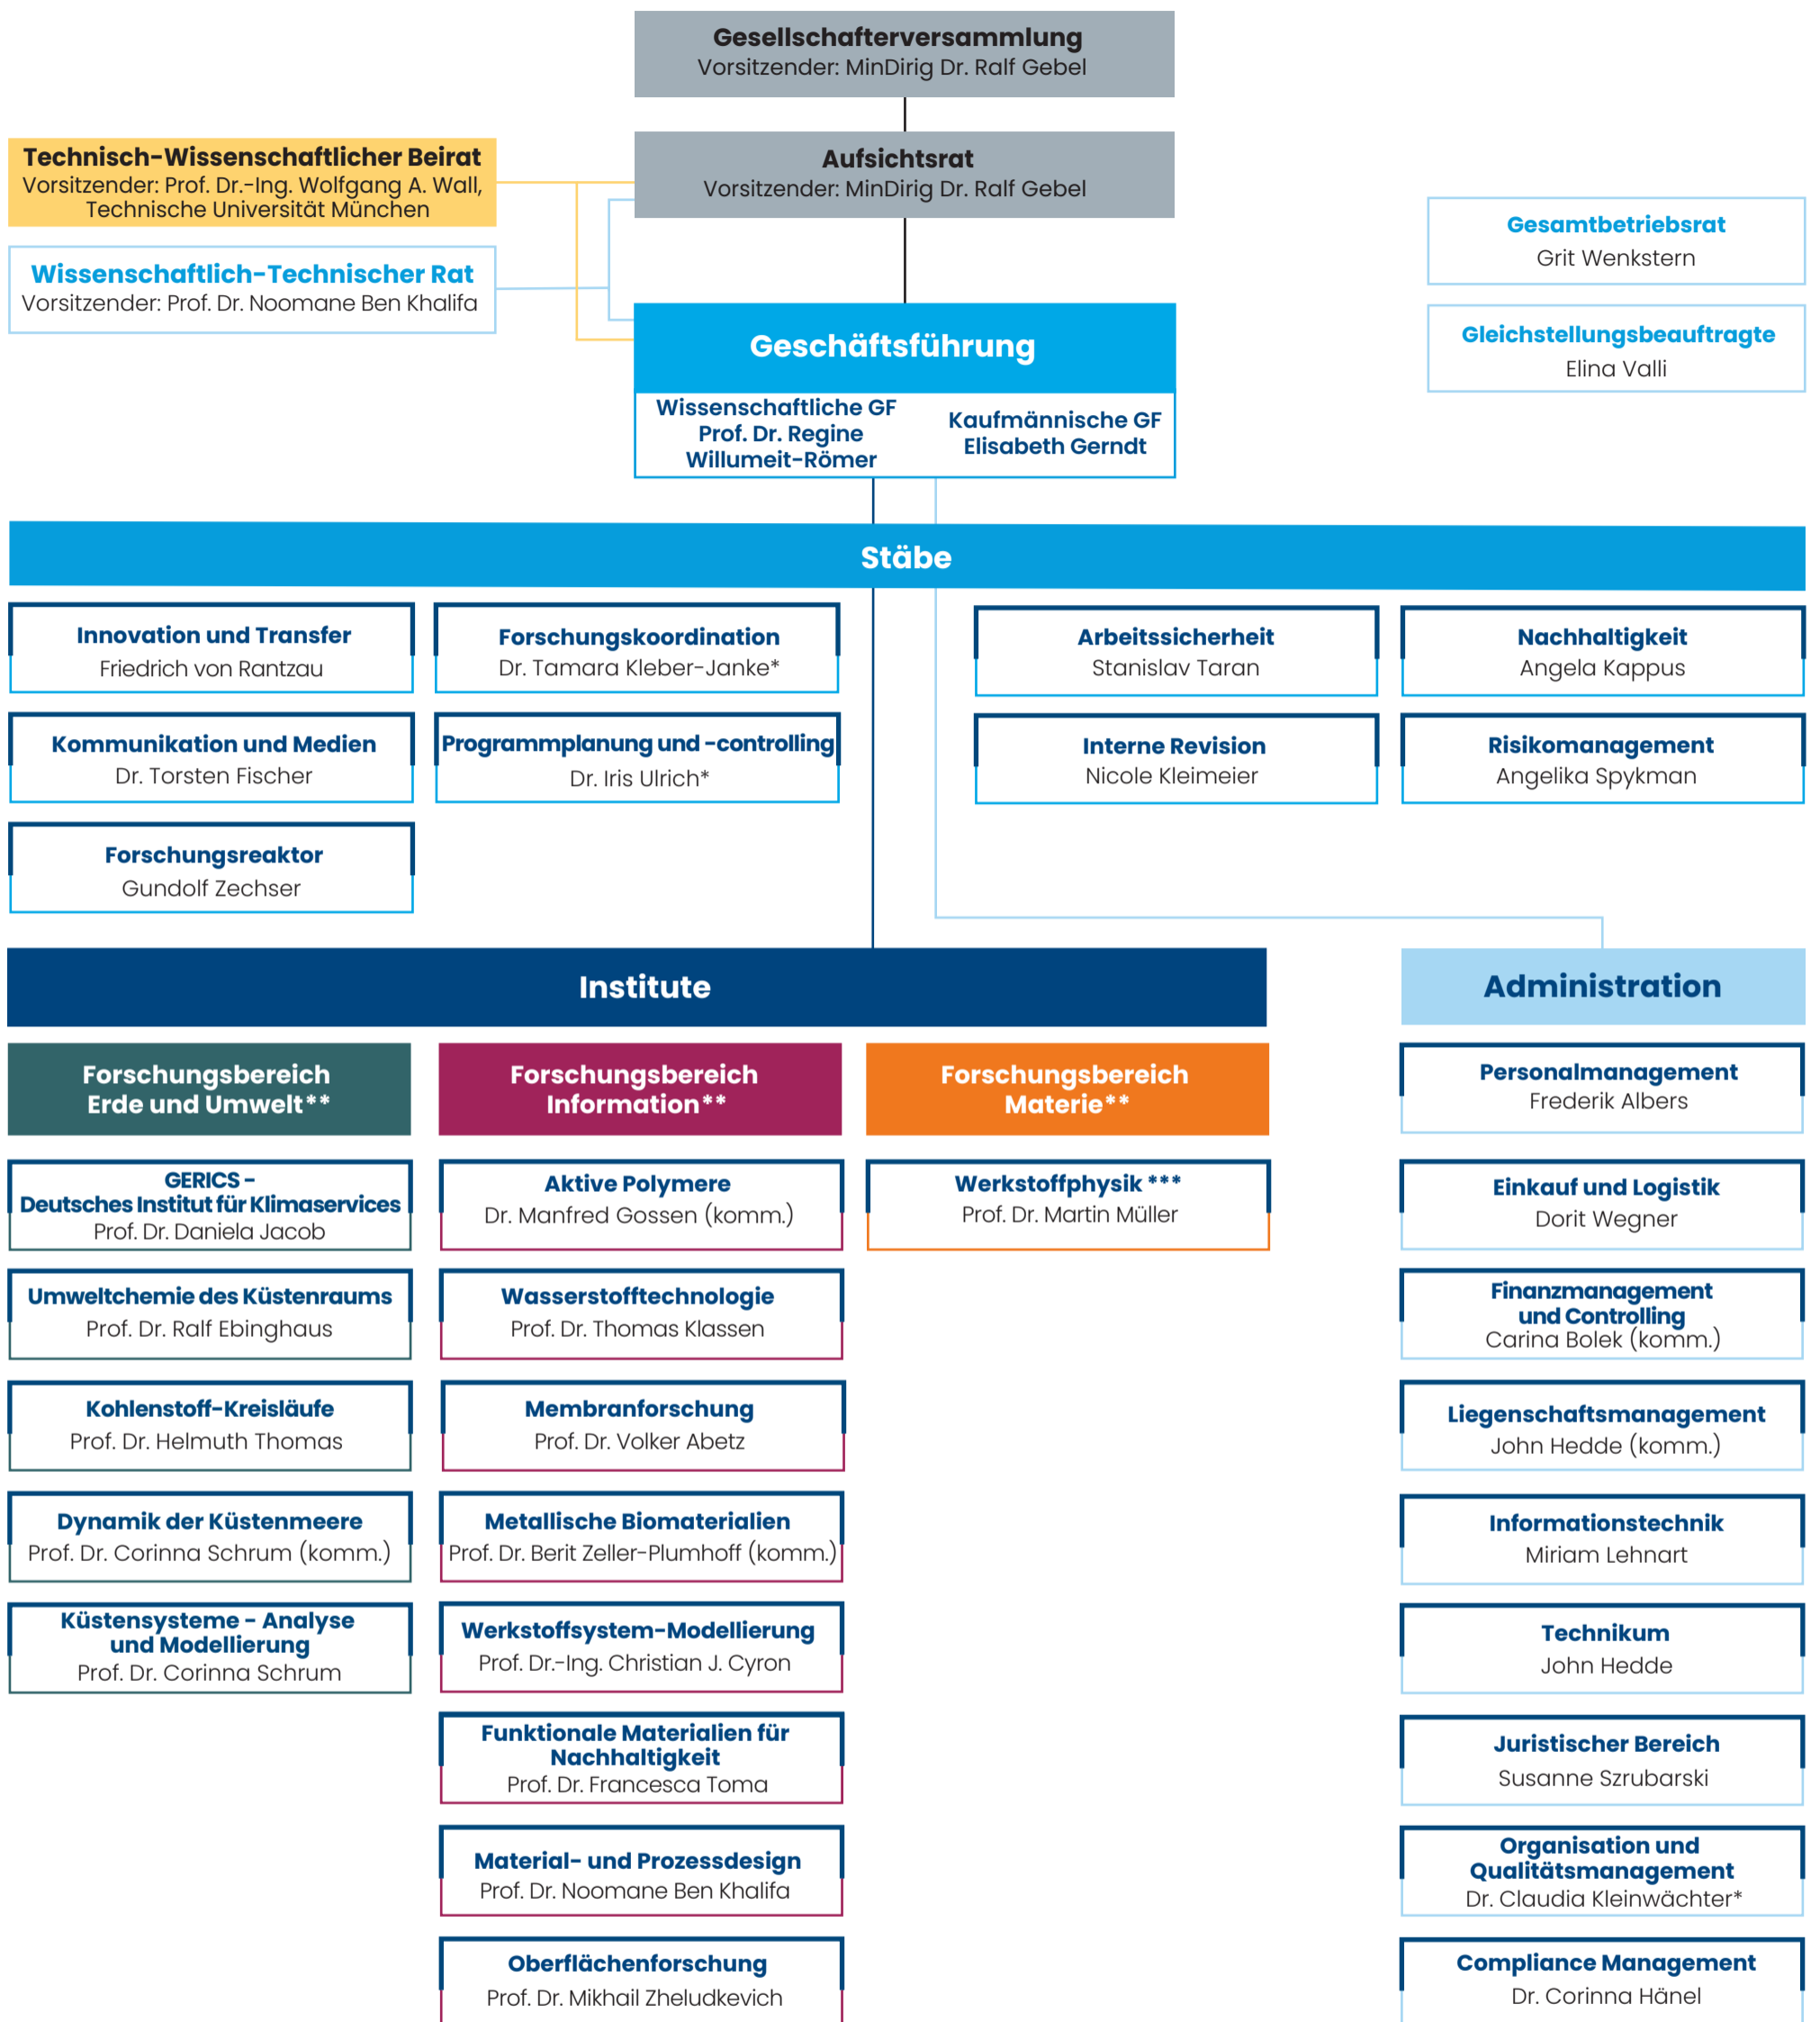 Gesellschafterversammlung
Vorsitzender: MinDirig Dr. Ralf Gebel
Aufsichtsrat
Vorsitzender: MinDirig Dr. Ralf Gebel
Technisch-Wissenschaftlicher Beirat
Vorsitzender: Prof. Dr.-Ing. Wolfgang A. Wall,
Technische Universität München
Wissenschaftlich-Technischer Rat
Vorsitzender: Prof. Dr. Noomane Ben Khalifa
Gesamtbetriebsrat
Grit Wenkstern
Gleichstellungsbeauftragte
Elina Valli
Geschäftsführung
Wissenschaftliche GF
Prof. Dr. Regine
Willumeit-Römer
Kaufmännische GF
Elisabeth Gerndt
Stäbe
Innovation und Transfer
Friedrich von Rantzau
Forschungskoordination
Dr. Tamara Kleber-Janke*
Arbeitssicherheit
Stanislav Taran
Nachhaltigkeit
Angela Kappus
Kommunikation und Medien
Dr. Torsten Fischer
Programmplanung und -controlling
Dr. Iris Ulrich*
Interne Revision
Nicole Kleimeier
Risikomanagement
Angelika Spykman
Forschungsreaktor
Gundolf Zechser
Institute
Forschungsbereich
Erde und Umwelt**
GERICS -
Deutsches Institut für Klimaservices
Prof. Dr. Daniela Jacob
Umweltchemie des Küstenraums
Prof. Dr. Ralf Ebinghaus
Kohlenstoff-Kreisläufe
Prof. Dr. Helmuth Thomas
Dynamik der Küstenmeere
Prof. Dr. Corinna Schrum (komm.)
Küstensysteme - Analyse
und Modellierung
Prof. Dr. Corinna Schrum
Forschungsbereich
Information**
Aktive Polymere
Dr. Manfred Gossen (komm.)
Wasserstofftechnologie
Prof. Dr. Thomas Klassen
Membranforschung
Prof. Dr. Volker Abetz
Metallische Biomaterialien
Prof. Dr. Berit Zeller-Plumhoff (komm.)
Werkstoffsystem-Modellierung
Prof. Dr.-Ing. Christian J. Cyron
Funktionale Materialien für
Nachhaltigkeit
Prof. Dr. Francesca Toma
Material- und Prozessdesign
Prof. Dr. Noomane Ben Khalifa
Oberflächenforschung
Prof. Dr. Mikhail Zheludkevich
Forschungsbereich
Materie**
Werkstoffphysik ***
Prof. Dr. Martin Müller
Administration
Personalmanagement
Frederik Albers
Einkauf und Logistik
Dorit Wegner
Finanzmanagement
und Controlling
Carina Bolek (komm.)
Liegenschaftsmanagement
John Hedde (komm.)
Informationstechnik
Miriam Lehnart
Technikum
John Hedde
Juristischer Bereich
Susanne Szrubarski
Organisation und
Qualitätsmanagement
Dr. Claudia Kleinwächter*
Compliance Management
Dr. Corinna Hänel